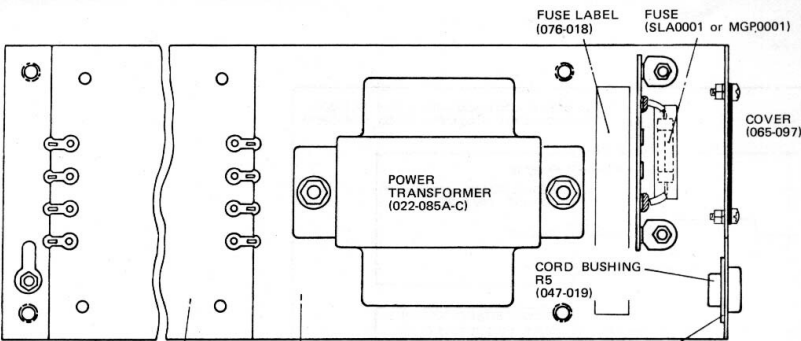 FUSE LABEL
(076-018)
FUSE
(SLA0001 or MGP0001)
COVER
(065-097)
POWER
TRANSFORMER
(022-085A-C)
CORD BUSHING
R5
(047-019)